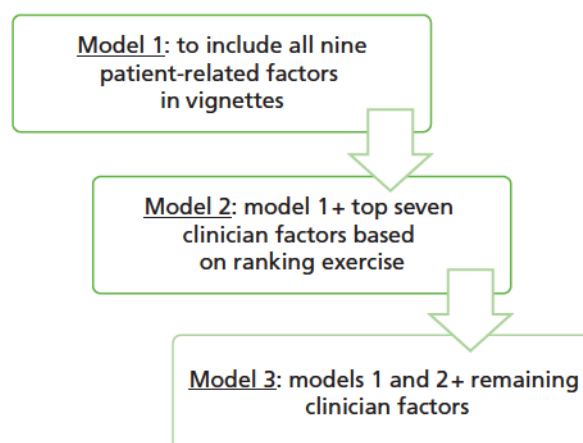 Model 1: to include all nine
patient-related factors
in vignettes
Model 2: model 1+ top seven
clinician factors based
on ranking exercise
Model 3: models 1 and 2+ remaining
clinician factors